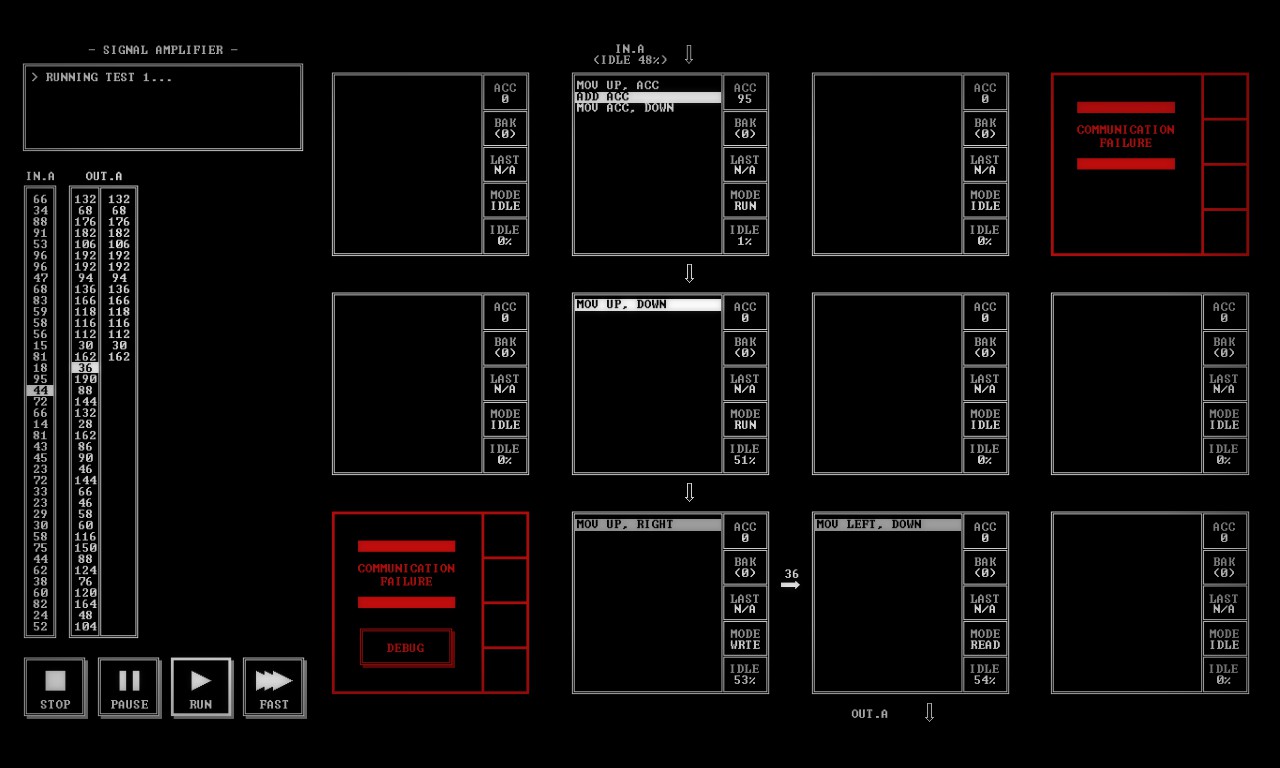 - SIGNAL AMPLIFIER -
> RUNNING TEST 1...
IN.A OUT.A
66 132 132
34 68 68
88 176 176
91 182 182
53 106 106
96 192 192
96 192 192
47 94 94
68 136 136
83 166 166
59 118 118
58 116 116
56 112 112
15 30 30
81 162 162
18 36
95 190
44 88
72 144
66 132
14 28
81 162
43 86
45 90
23 46
72 144
33 66
23 46
29 58
30 60
58 116
75 150
44 88
62 124
38 76
60 120
82 164
24 48
52 104
STOP PAUSE RUN FAST
IN.A
(IDLE 48%)
ACC
0
BAK
(0)
LAST
N/A
MODE
IDLE
IDLE
0%
MOV UP, ACC
ADD ACC
MOV ACC, DOWN
ACC
95
BAK
(0)
LAST
N/A
MODE
RUN
IDLE
1%
ACC
0
BAK
(0)
LAST
N/A
MODE
IDLE
IDLE
0%
COMMUNICATION
FAILURE
ACC
0
BAK
(0)
LAST
N/A
MODE
IDLE
IDLE
0%
MOV UP, DOWN
ACC
0
BAK
(0)
LAST
N/A
MODE
RUN
IDLE
51%
ACC
0
BAK
(0)
LAST
N/A
MODE
IDLE
IDLE
0%
ACC
0
BAK
(0)
LAST
N/A
MODE
IDLE
IDLE
0%
COMMUNICATION
FAILURE
DEBUG
MOV UP, RIGHT
ACC
0
BAK
(0)
LAST
N/A
MODE
WRTE
IDLE
53%
36
MOV LEFT, DOWN
ACC
0
BAK
(0)
LAST
N/A
MODE
READ
IDLE
54%
ACC
0
BAK
(0)
LAST
N/A
MODE
IDLE
IDLE
0%
OUT.A